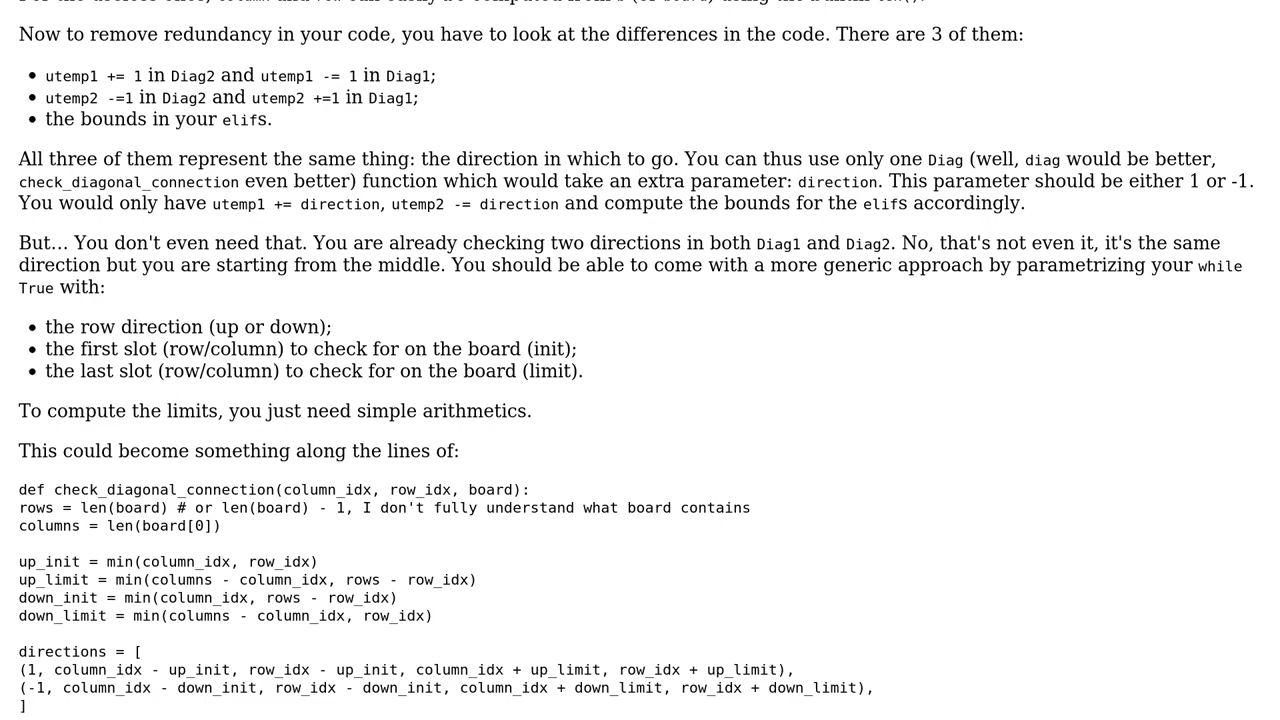 Now to remove redundancy in your code, you have to look at the differences in the code. There are 3 of them:
• utemp1 += 1 in Diag2 and utemp1 -= 1 in Diag1;
• utemp2 -=1 in Diag2 and utemp2 +=1 in Diag1;
• the bounds in your elifs.
All three of them represent the same thing: the direction in which to go. You can thus use only one Diag (well, diag would be better,
check_diagonal_connection even better) function which would take an extra parameter: direction. This parameter should be either 1 or -1.
You would only have utemp1 += direction, utemp2 -= direction and compute the bounds for the elifs accordingly.
But... You don't even need that. You are already checking two directions in both Diag1 and Diag2. No, that's not even it, it's the same
direction but you are starting from the middle. You should be able to come with a more generic approach by parametrizing your while
True with:
• the row direction (up or down);
• the first slot (row/column) to check for on the board (init);
• the last slot (row/column) to check for on the board (limit).
To compute the limits, you just need simple arithmetics.
This could become something along the lines of:
def check_diagonal_connection(column_idx, row_idx, board):
rows = len(board) # or len(board) - 1, I don't fully understand what board contains
columns = len(board[0])
up_init = min(column_idx, row_idx)
up_limit = min(columns - column_idx, rows - row_idx)
down_init = min(column_idx, rows - row_idx)
down_limit = min(columns - column_idx, row_idx)
directions = [
(1, column_idx - up_init, row_idx - up_init, column_idx + up_limit, row_idx + up_limit),
(-1, column_idx - down_init, row_idx - down_init, column_idx + down_limit, row_idx + down_limit),
]